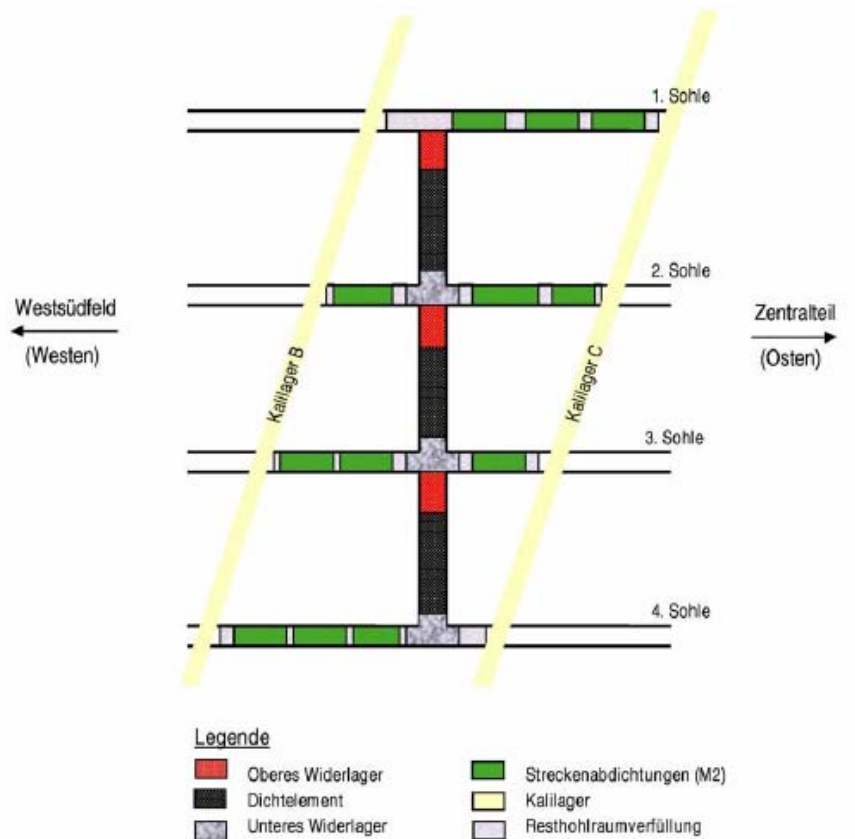 1. Sohle
2. Sohle
Westsüdfeld
(Westen)
Zentralteil
(Osten)
Kalilager B
Kalilager C
3. Sohle
4. Sohle
Legende
Oberes Widerlager
Streckenabdichtungen (M2)
Dichtelement
Kalilager
Unteres Widerlager
Resthohlraumverfüllung